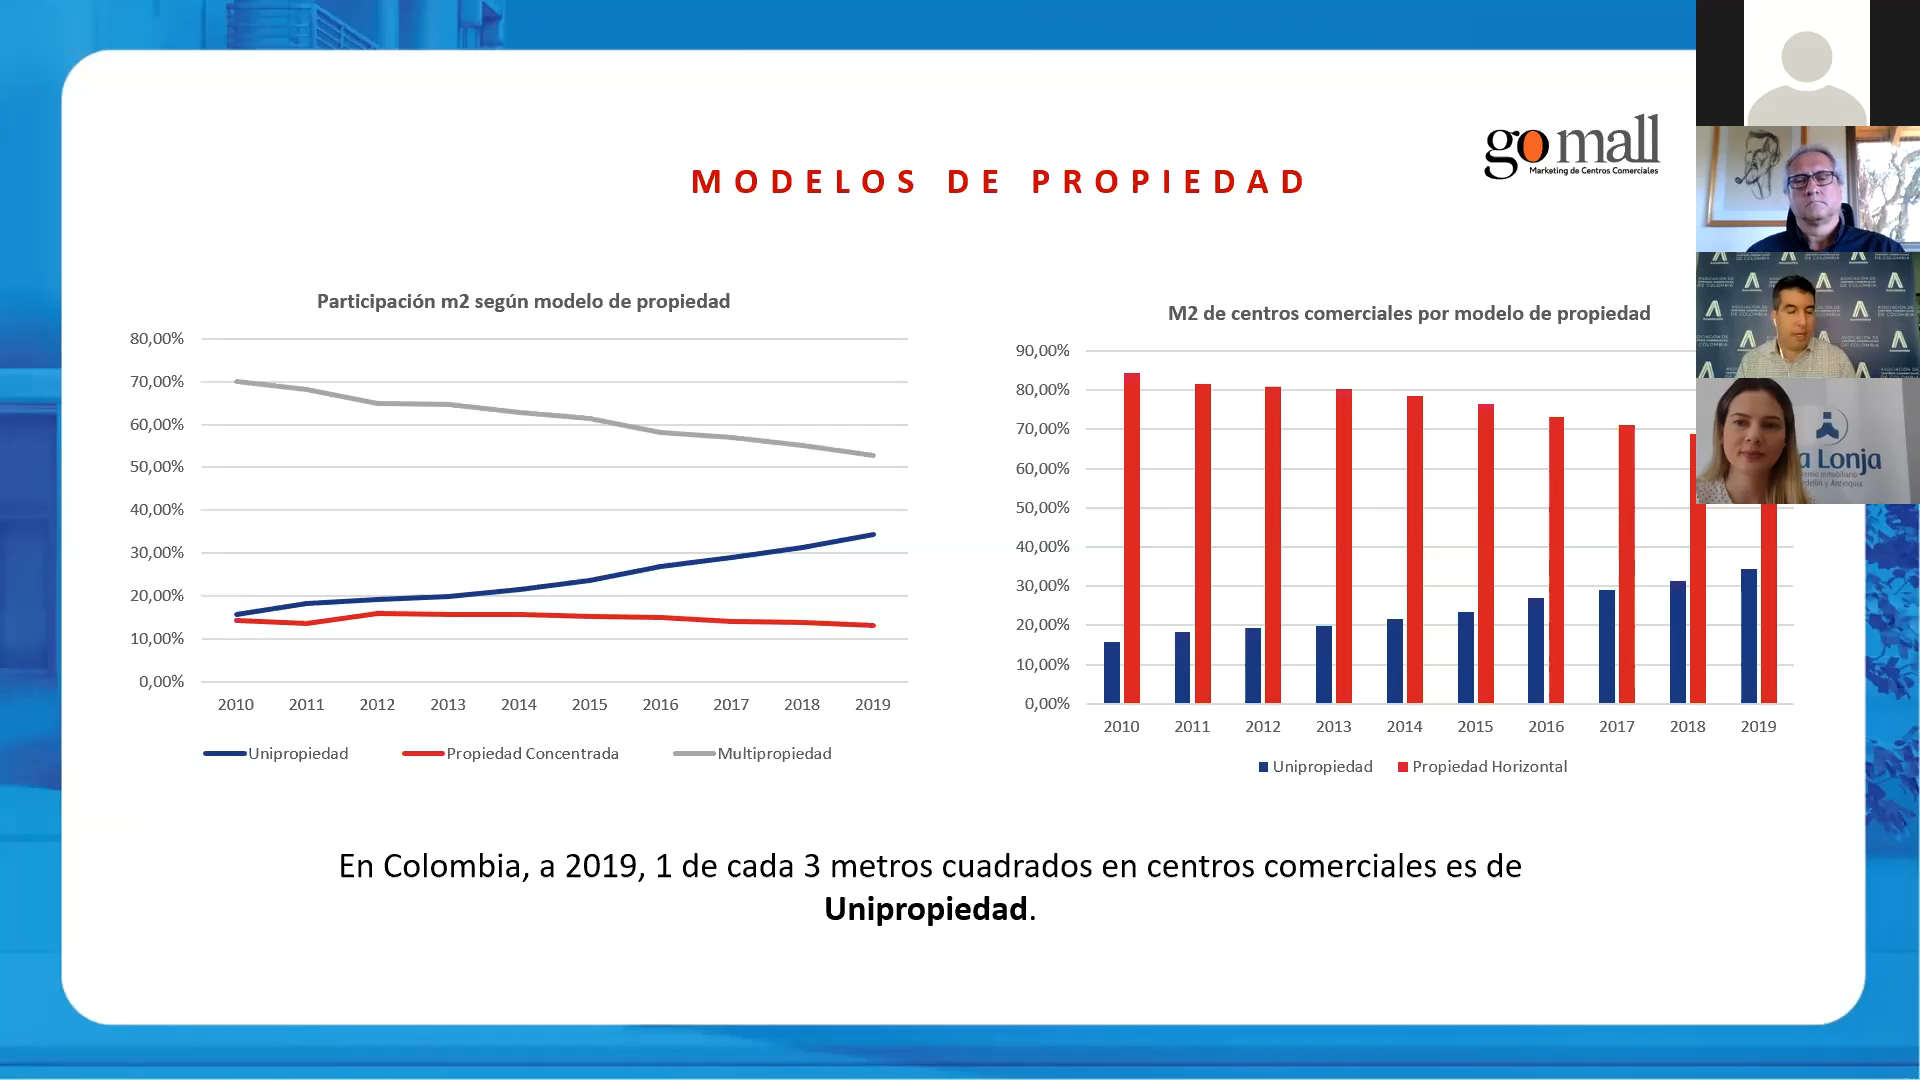 MODELOS DE PROPIEDAD
go mall
Marketing de Centros Comerciales
Participación m2 según modelo de propiedad
80,00%
70,00%
60,00%
50,00%
40,00%
30,00%
20,00%
10,00%
0,00%
2010 2011 2012 2013 2014 2015 2016 2017 2018 2019
Unipropiedad Propiedad Concentrada Multipropiedad
M2 de centros comerciales por modelo de propiedad
90,00%
80,00%
70,00%
60,00%
50,00%
40,00%
30,00%
20,00%
10,00%
0,00%
2010 2011 2012 2013 2014 2015 2016 2017 2018 2019
Unipropiedad Propiedad Horizontal
En Colombia, a 2019, 1 de cada 3 metros cuadrados en centros comerciales es de
Unipropiedad.
a Lonja